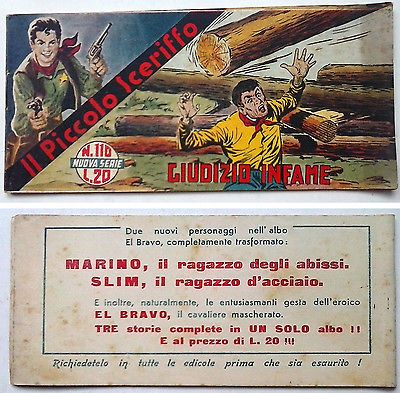 Il Piccolo Sceriffo
N. 110
NUOVA SERIE
L.20
GIUDIZIO INFAME
Due nuovi personaggi nell'albo
El Bravo, completamente trasformato:
MARINO, il ragazzo degli abissi.
SLIM, il ragazzo d'acciaio.
E inoltre, naturalmente, le entusiasmanti gesta dell'eroico
EL BRAVO, il cavaliere mascherato.
TRE storie complete in UN SOLO albo !!
E al prezzo di L. 20 !!!
Richiedetelo in tutte le edicole prima che sia esaurito !